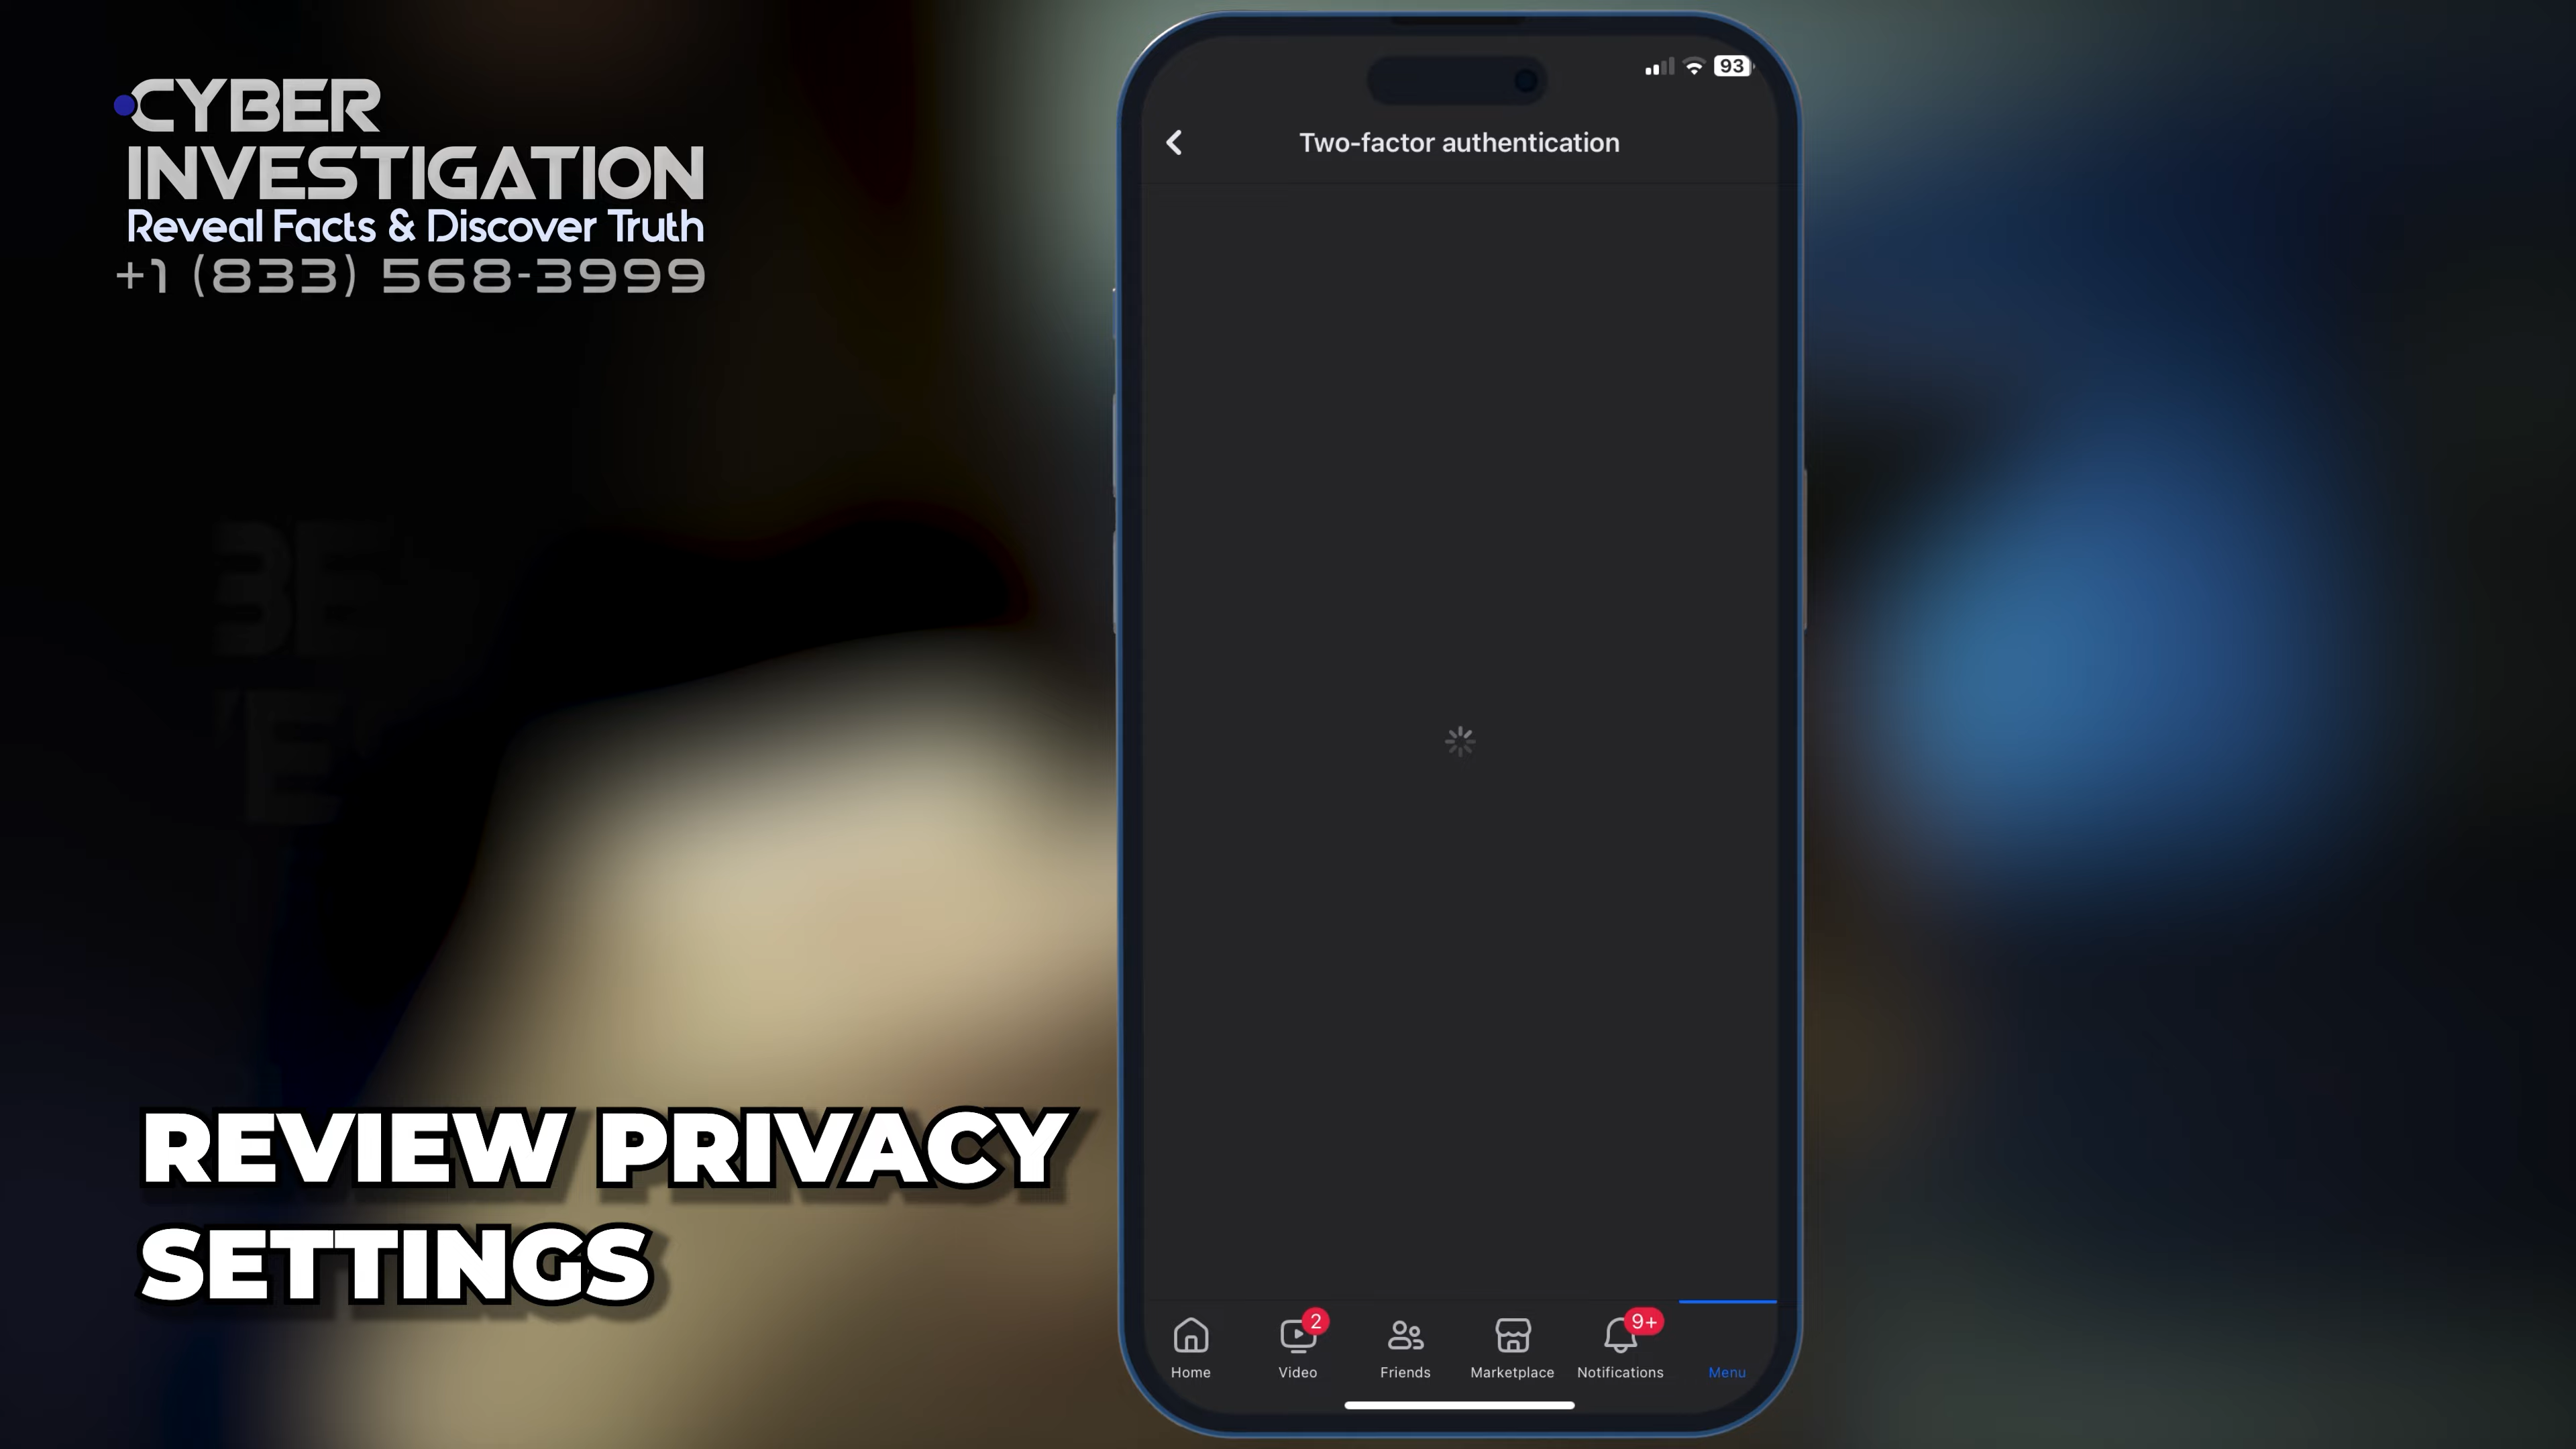 CYBER
INVESTIGATION
Reveal Facts & Discover Truth
+1 (833) 568-3999
93
Two-factor authentication
BE
REVIEW PRIVACY
SETTINGS
2
9+
Home
Video
Friends
Marketplace
Notifications
Menu